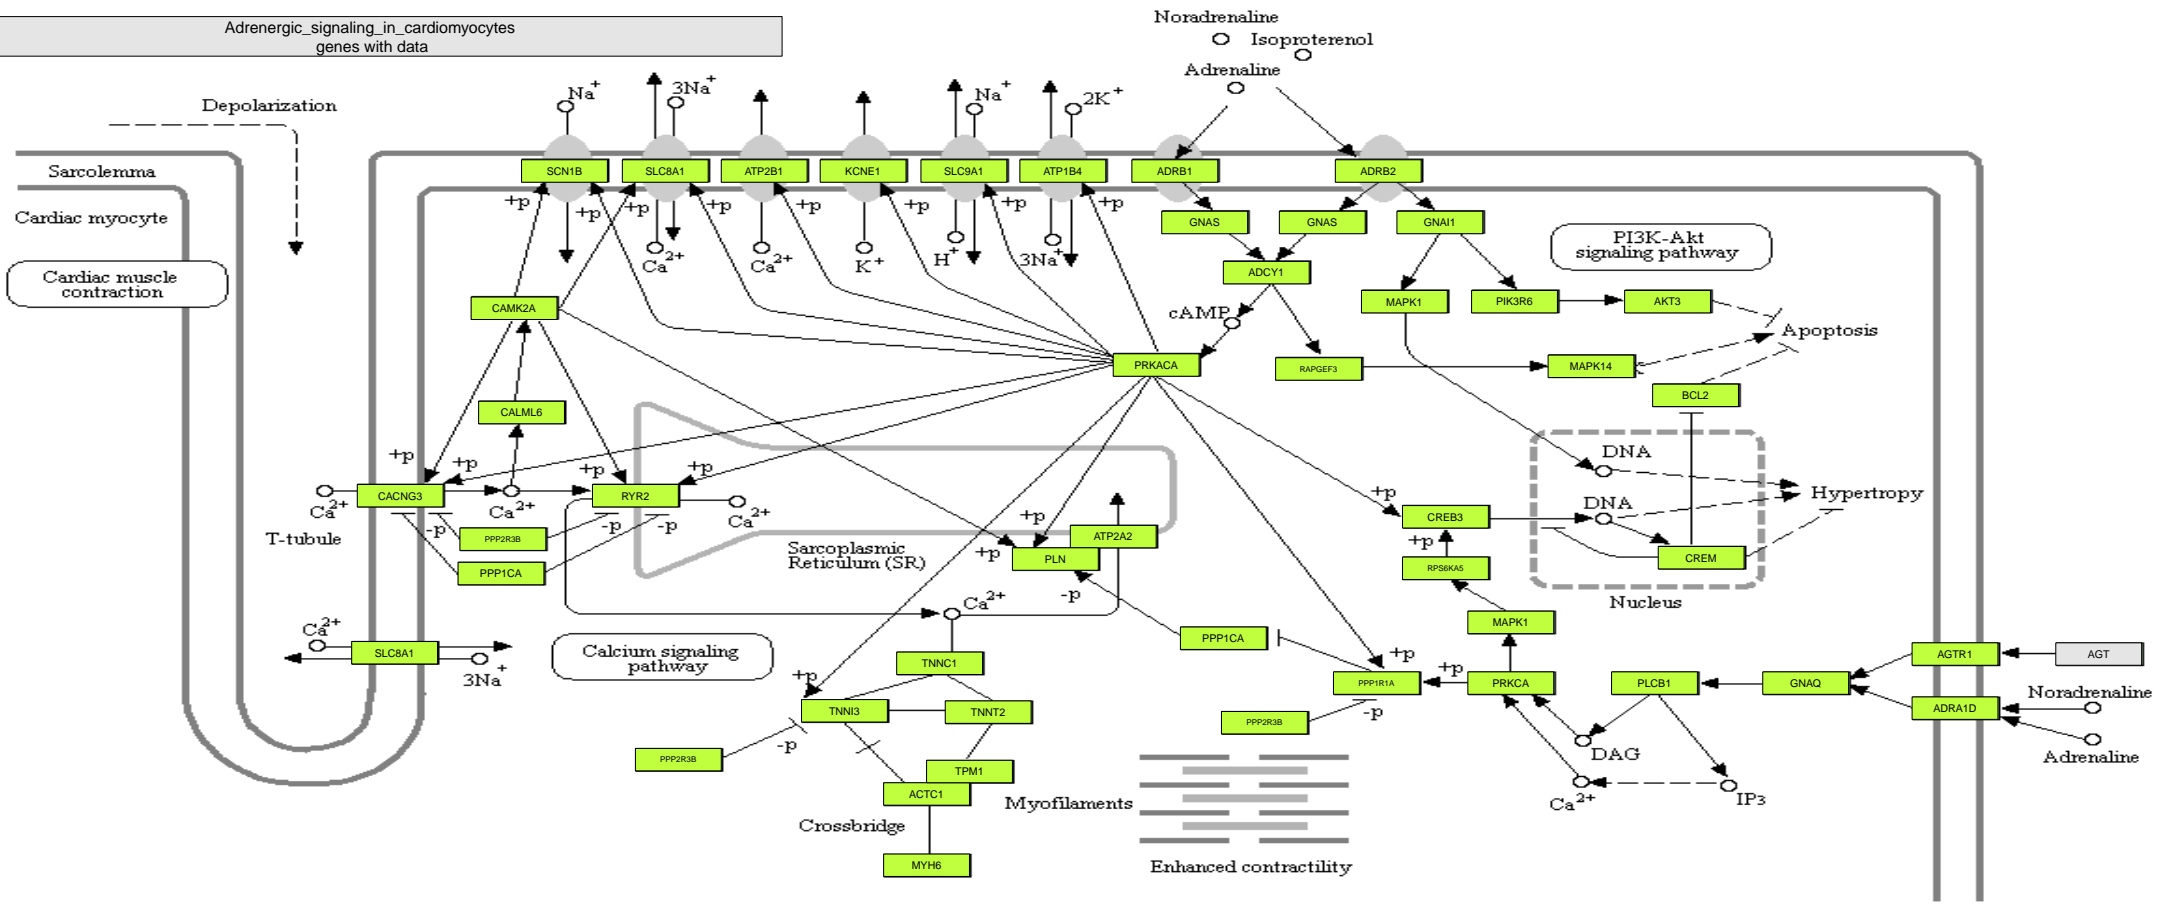 Adrenergic_signaling_in_cardiomyocytes
genes with data
Noradrenaline
Isoproterenol
Adrenaline
Depolarization
Na+
3Na+
Na+
2K+
Sarcolemma
SCN1B
SLC8A1
ATP2B1
KCNE1
SLC9A1
ATP1B4
ADRB1
ADRB2
+p
+p
+p
+p
+p
+p
+p
+p
Cardiac myocyte
GNAS
GNAS
GNAI1
PI3K-Akt
signaling pathway
Ca2+
Ca2+
K+
H+
3Na+
ADCY1
Cardiac muscle
contraction
CAMK2A
cAMP
MAPK1
PIK3R6
AKT3
Apoptosis
PRKACA
RAPGEF3
MAPK14
BCL2
CALML6
DNA
+p
+p
+p
+p
CACNG3
RYR2
Ca2+
Ca2+
Ca2+
+p
Hypertropy
DNA
CREB3
-p
-p
-p
PPP2R3B
T-tubule
+p
ATP2A2
+p
PLN
+p
CREM
Sarcoplasmic
Reticulum (SR)
PPP1CA
RPS6KA5
-p
Nucleus
Ca2+
MAPK1
Ca2+
SLC8A1
3Na+
Calcium signaling
pathway
PPP1CA
TNNC1
+p
+p
+p
PPP1R1A
PRKCA
PLCB1
GNAQ
AGTR1
AGT
Noradrenaline
ADRA1D
TNNI3
TNNT2
-p
PPP2R3B
-p
PPP2R3B
DAG
Adrenaline
TPM1
ACTC1
Myofilaments
Ca2+
IP3
Crossbridge
MYH6
Enhanced contractility